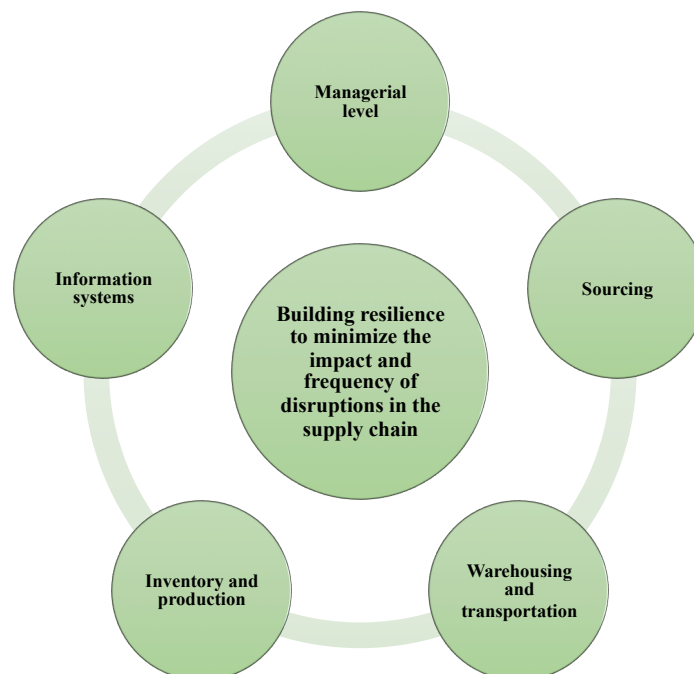 Managerial
level
Sourcing
Warehousing
and
transportation
Inventory and
production
Information
systems
Building resilience
to minimize the
impact and
frequency of
disruptions in the
supply chain